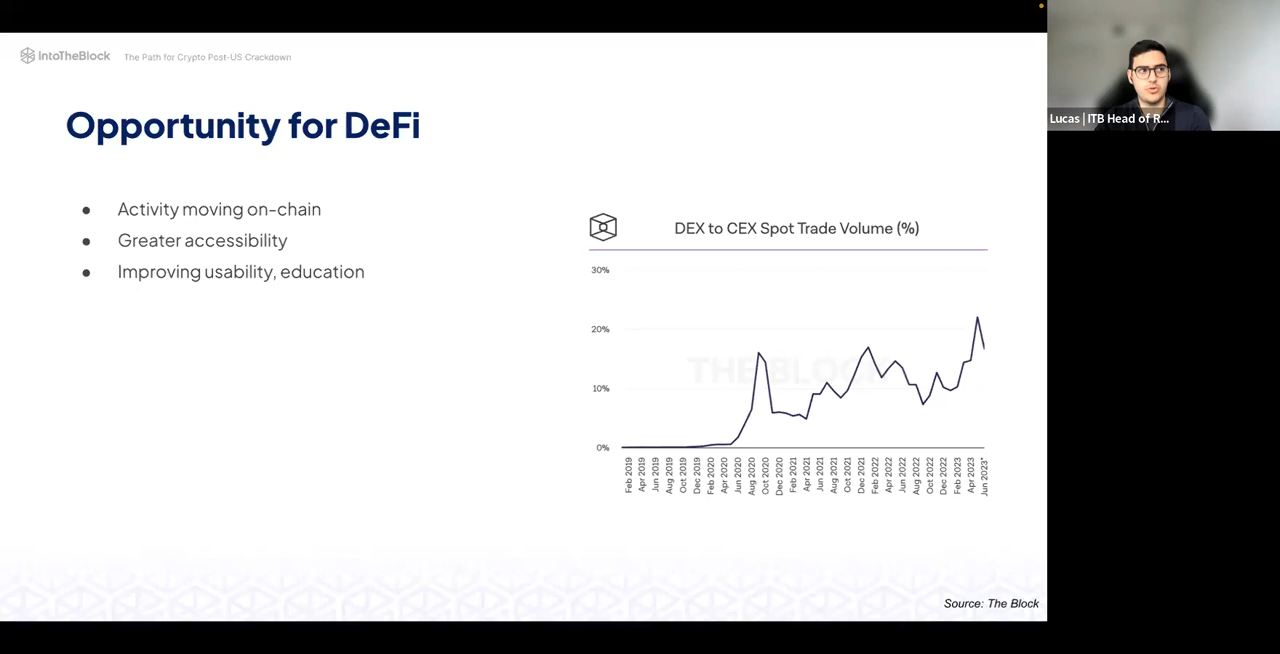 IntoTheBlock The Path for Crypto Post-US Crackdown
Lucas | ITB Head of R...
Opportunity for DeFi
● Activity moving on-chain
● Greater accessibility
● Improving usability, education
DEX to CEX Spot Trade Volume (%)
30%
20%
10%
0%
THE BLOCK
Feb 2019
Apr 2019
Jun 2019
Aug 2019
Oct 2019
Dec 2019
Feb 2020
Apr 2020
Jun 2020
Aug 2020
Oct 2020
Dec 2020
Feb 2021
Apr 2021
Jun 2021
Aug 2021
Oct 2021
Dec 2021
Feb 2022
Apr 2022
Jun 2022
Aug 2022
Oct 2022
Dec 2022
Feb 2023
Apr 2023
Jun 2023*
Source: The Block